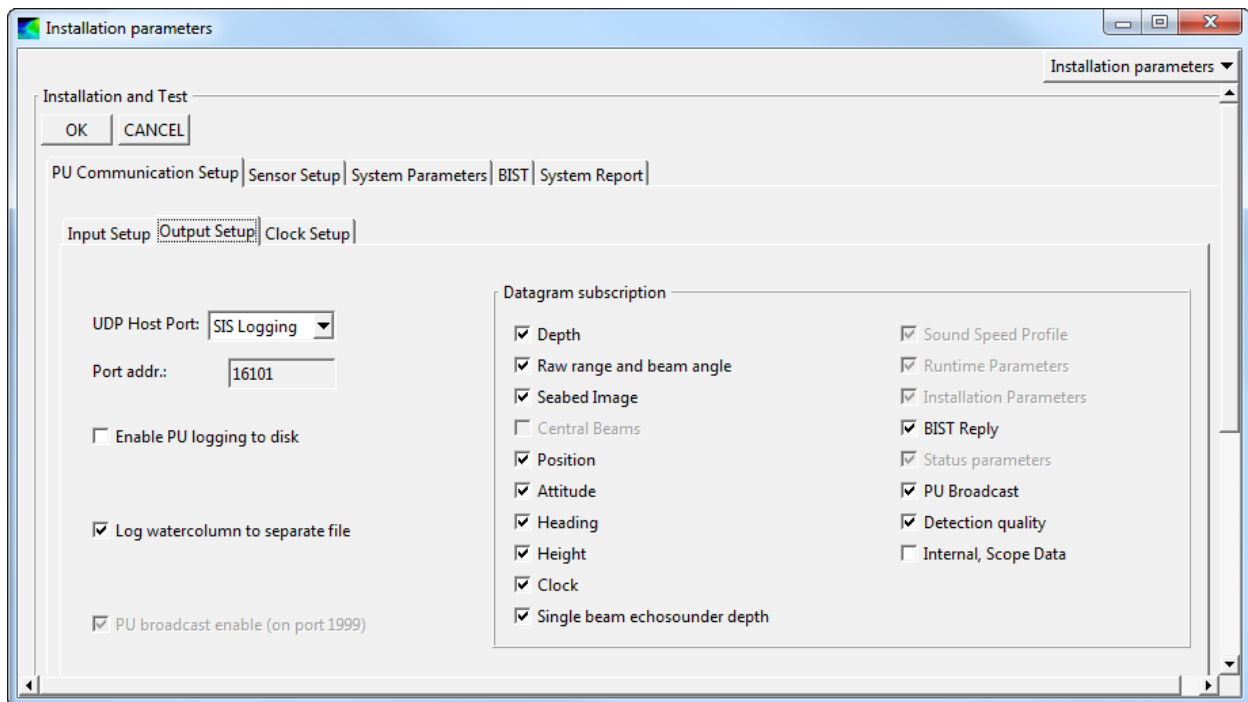 Installation parameters
Installation parameters
Installation and Test
OK CANCEL
PU Communication Setup Sensor Setup System Parameters BIST System Report
Input Setup Output Setup Clock Setup
UDP Host Port: SIS Logging
Port addr.: 16101
Enable PU logging to disk
Log watercolumn to separate file
PU broadcast enable (on port 1999)
Datagram subscription
Depth
Raw range and beam angle
Seabed Image
Central Beams
Position
Attitude
Heading
Height
Clock
Single beam echosounder depth
Sound Speed Profile
Runtime Parameters
Installation Parameters
BIST Reply
Status parameters
PU Broadcast
Detection quality
Internal, Scope Data